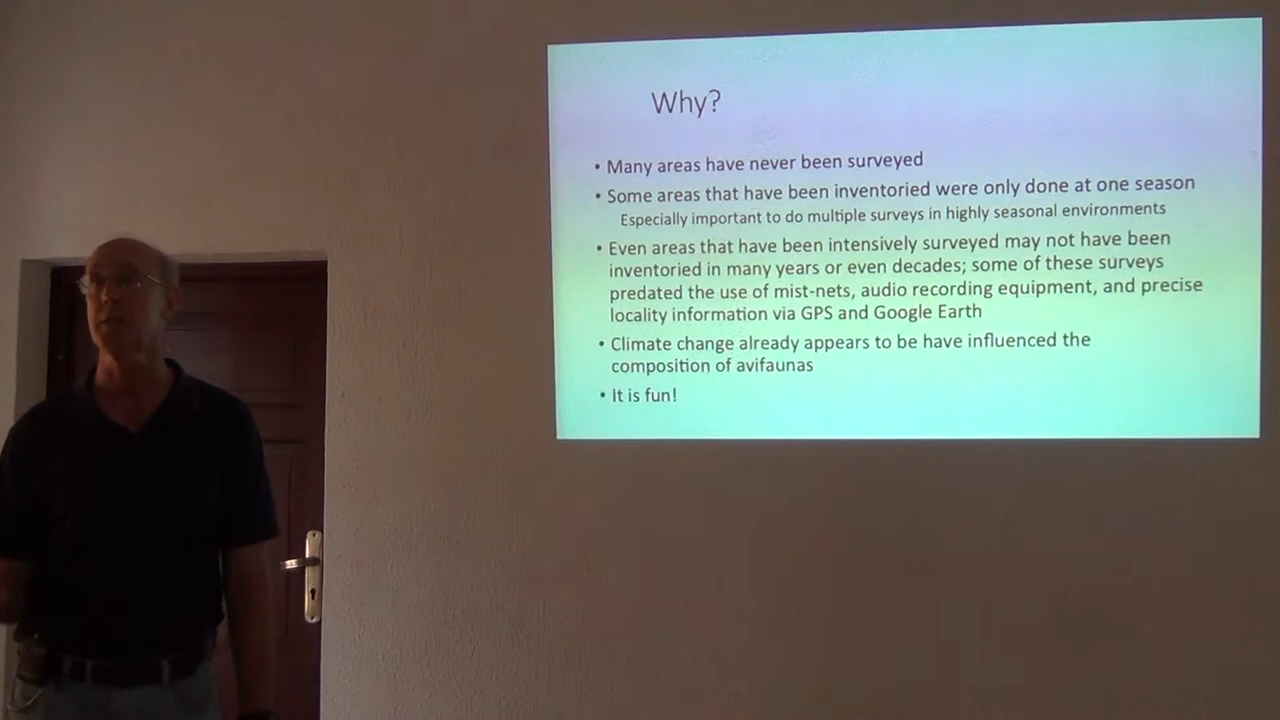 Why?
• Many areas have never been surveyed
• Some areas that have been inventoried were only done at one season
Especially important to do multiple surveys in highly seasonal environments
• Even areas that have been intensively surveyed may not have been
inventoried in many years or even decades; some of these surveys
predated the use of mist-nets, audio recording equipment, and precise
locality information via GPS and Google Earth
• Climate change already appears to be have influenced the
composition of avifaunas
• It is fun!